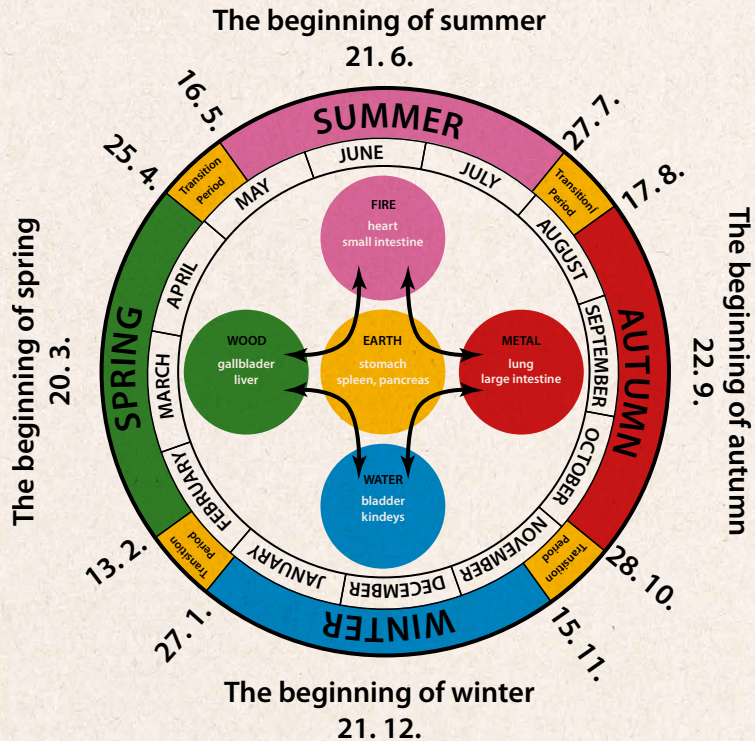 The beginning of summer
21. 6.
16. 5.
27. 7.
25. 4.
17. 8.
SUMMER
Transition
Period
Transition
Period
MAY
JUNE
JULY
AUGUST
APRIL
SEPTEMBER
The beginning of spring
20. 3.
SPRING
MARCH
FIRE
heart
small intestine
WOOD
gallblader
liver
EARTH
stomach
spleen, pancreas
METAL
lung
large intestine
WATER
bladder
kindeys
AUTUMN
The beginning of autumn
22. 9.
FEBRUARY
OCTOBER
JANUARY
DECEMBER
NOVEMBER
Transition
Period
Transition
Period
13. 2.
28. 10.
27. 1.
15. 11.
WINTER
The beginning of winter
21. 12.